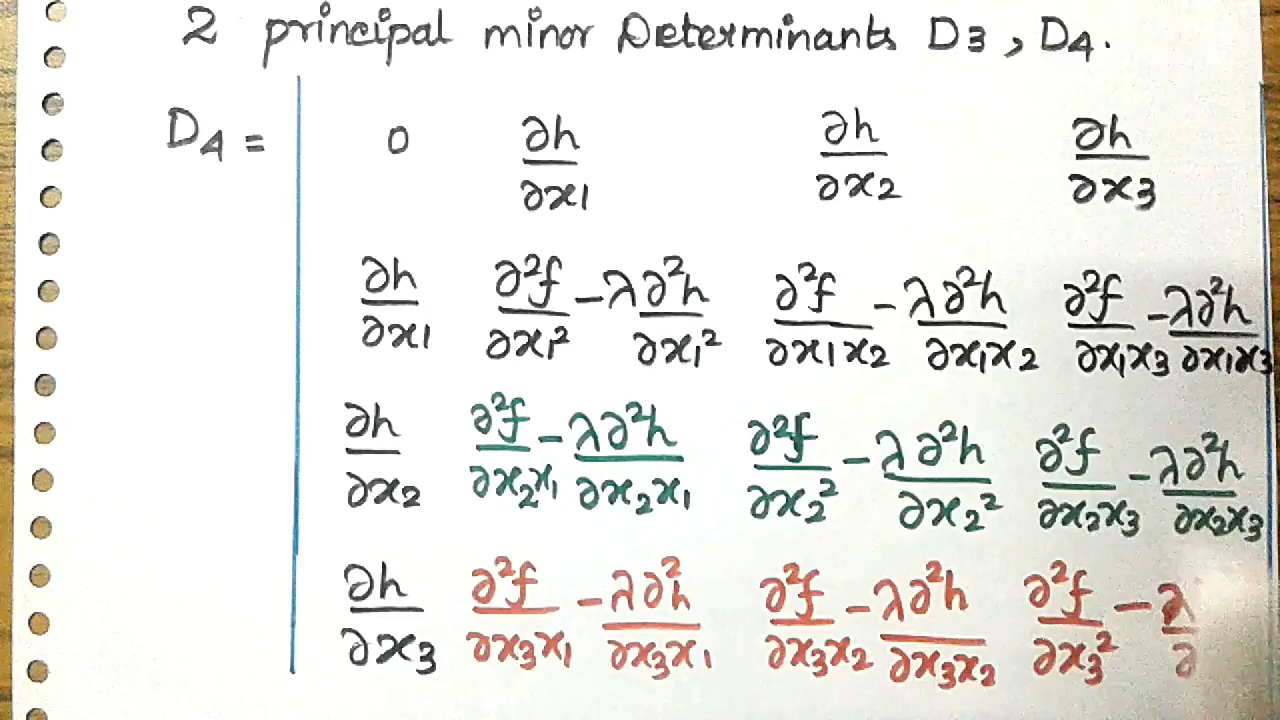 2 principal minor Determinants D3, D4.
D4 = | 0 ∂h/∂x1 ∂h/∂x2 ∂h/∂x3 |
∂h/∂x1 ∂²f/∂x1² - λ∂²h/∂x1² ∂²f/∂x1x2 - λ∂²h/∂x1x2 ∂²f/∂x1x3 - λ∂²h/∂x1x3
∂h/∂x2 ∂²f/∂x2x1 - λ∂²h/∂x2x1 ∂²f/∂x2² - λ∂²h/∂x2² ∂²f/∂x2x3 - λ∂²h/∂x2x3
∂h/∂x3 ∂²f/∂x3x1 - λ∂²h/∂x3x1 ∂²f/∂x3x2 - λ∂²h/∂x3x2 ∂²f/∂x3² - λ/∂